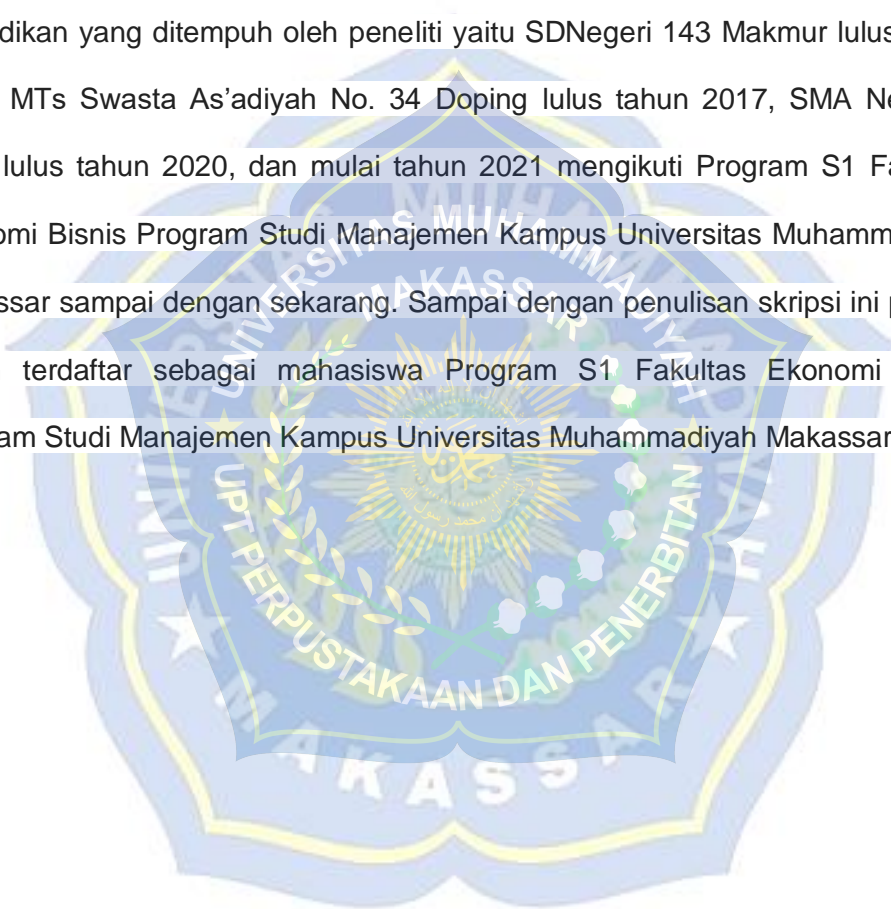 dikan yang ditempuh oleh peneliti yaitu SDNegeri 143 Makmur lulus
MTs Swasta As’adiyah No. 34 Doping lulus tahun 2017, SMA Ne
lulus tahun 2020, dan mulai tahun 2021 mengikuti Program S1 Fa
omi Bisnis Program Studi Manajemen Kampus Universitas Muhamm
ssar sampai dengan sekarang. Sampai dengan penulisan skripsi ini p
terdaftar sebagai mahasiswa Program S1 Fakultas Ekonomi
am Studi Manajemen Kampus Universitas Muhammadiyah Makassar
UNIVERSITAS MUHAMMADIYAH
MAKASSAR
UPT PERPUSTAKAAN DAN PENERBITAN
MAKASSAR